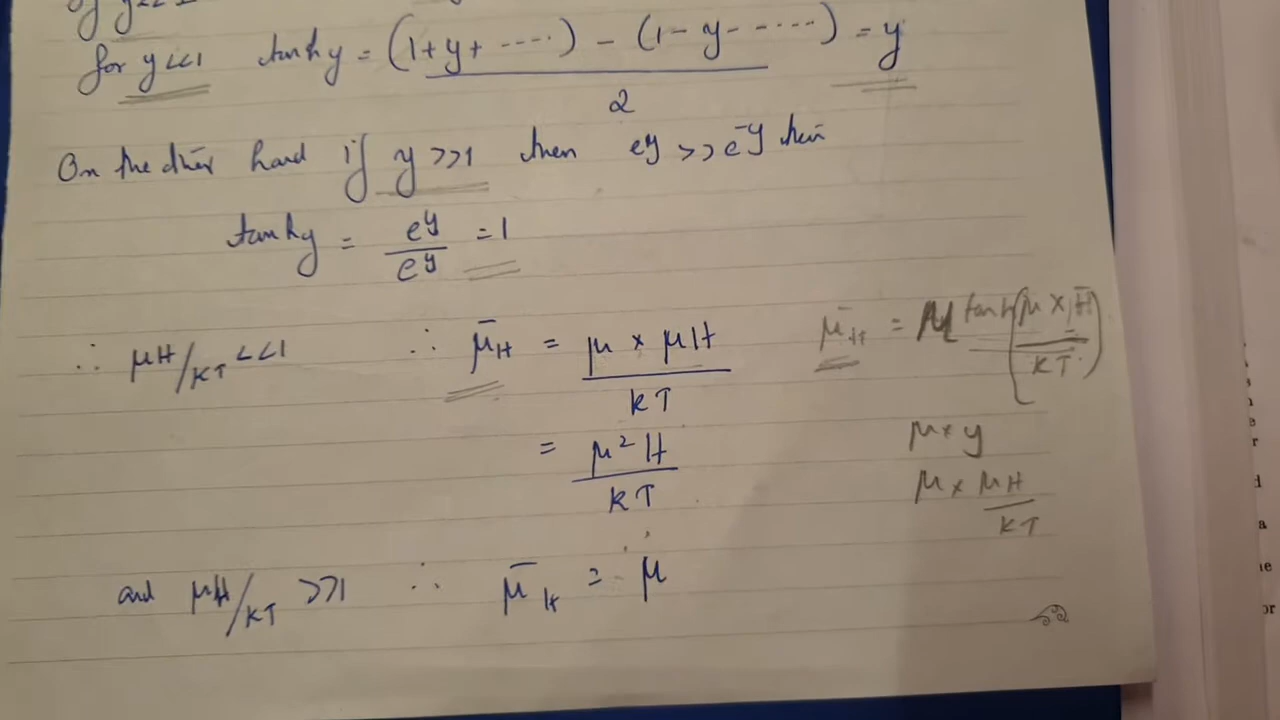 for y<<1 tanh y = (1+y+ ....) - (1-y-.....) = y
2
On the other hand if y >>1 then e^y >> e^-y then
tanh y = e^y / e^y = 1
∴ μH/KT <<1 ∴ μ̄_H = μ × μH / KT
= μ² H / KT
and μH/KT >>1 ∴ μ̄_H = μ
μ̄_H = μ tanh (μ × H / KT)
μ × y
μ × μH / KT